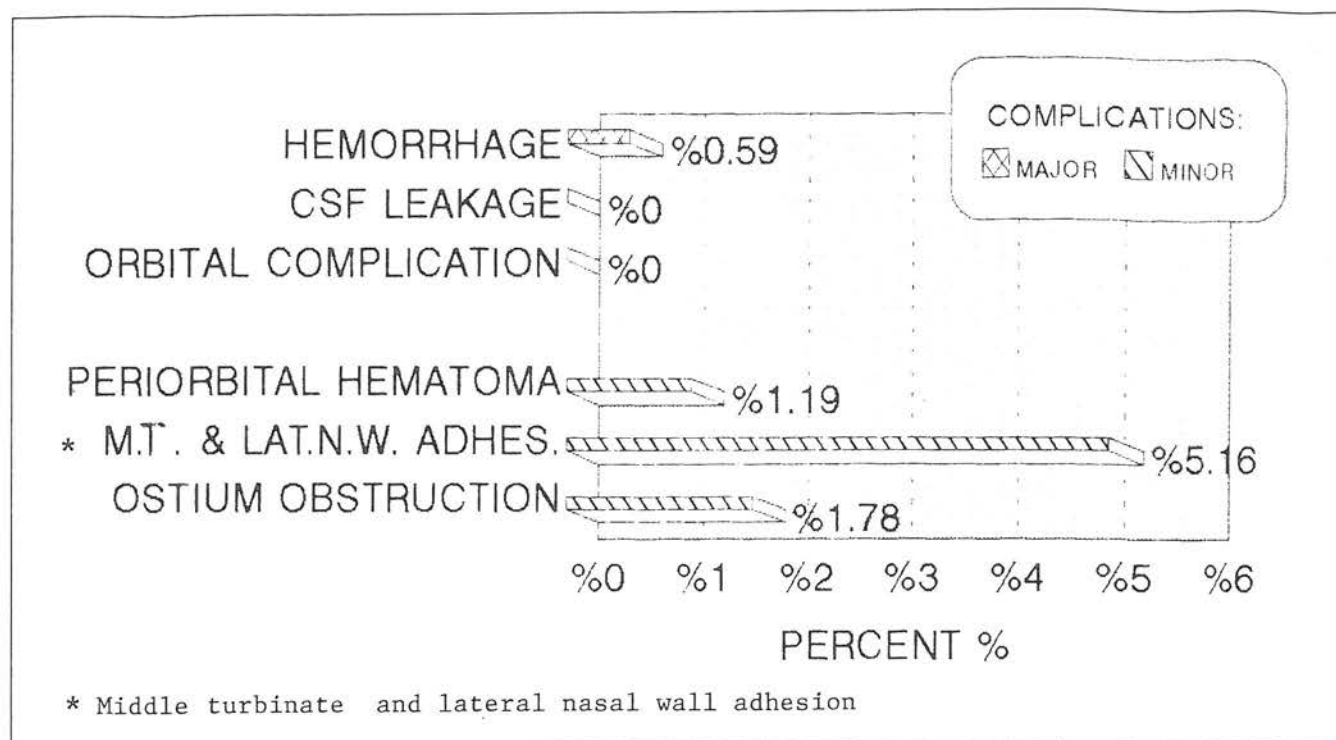 COMPLICATIONS:
MAJOR MINOR
HEMORRHAGE %0.59
CSF LEAKAGE %0
ORBITAL COMPLICATION %0
PERIORBITAL HEMATOMA %1.19
* M.T. & LAT.N.W. ADHES. %5.16
OSTIUM OBSTRUCTION %1.78
%0 %1 %2 %3 %4 %5 %6
PERCENT %
* Middle turbinate and lateral nasal wall adhesion